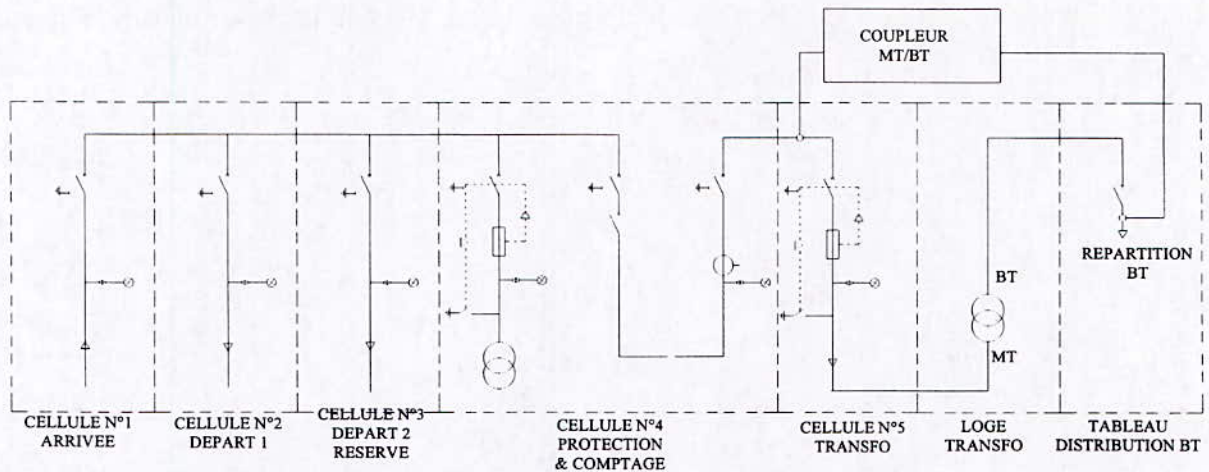 COUPLEUR
MT/BT
REPARTITION
BT
BT
MT
CELLULE N°1
ARRIVEE
CELLULE N°2
DEPART 1
CELLULE N°3
DEPART 2
RESERVE
CELLULE N°4
PROTECTION
& COMPTAGE
CELLULE N°5
TRANSFO
LOGE
TRANSFO
TABLEAU
DISTRIBUTION BT